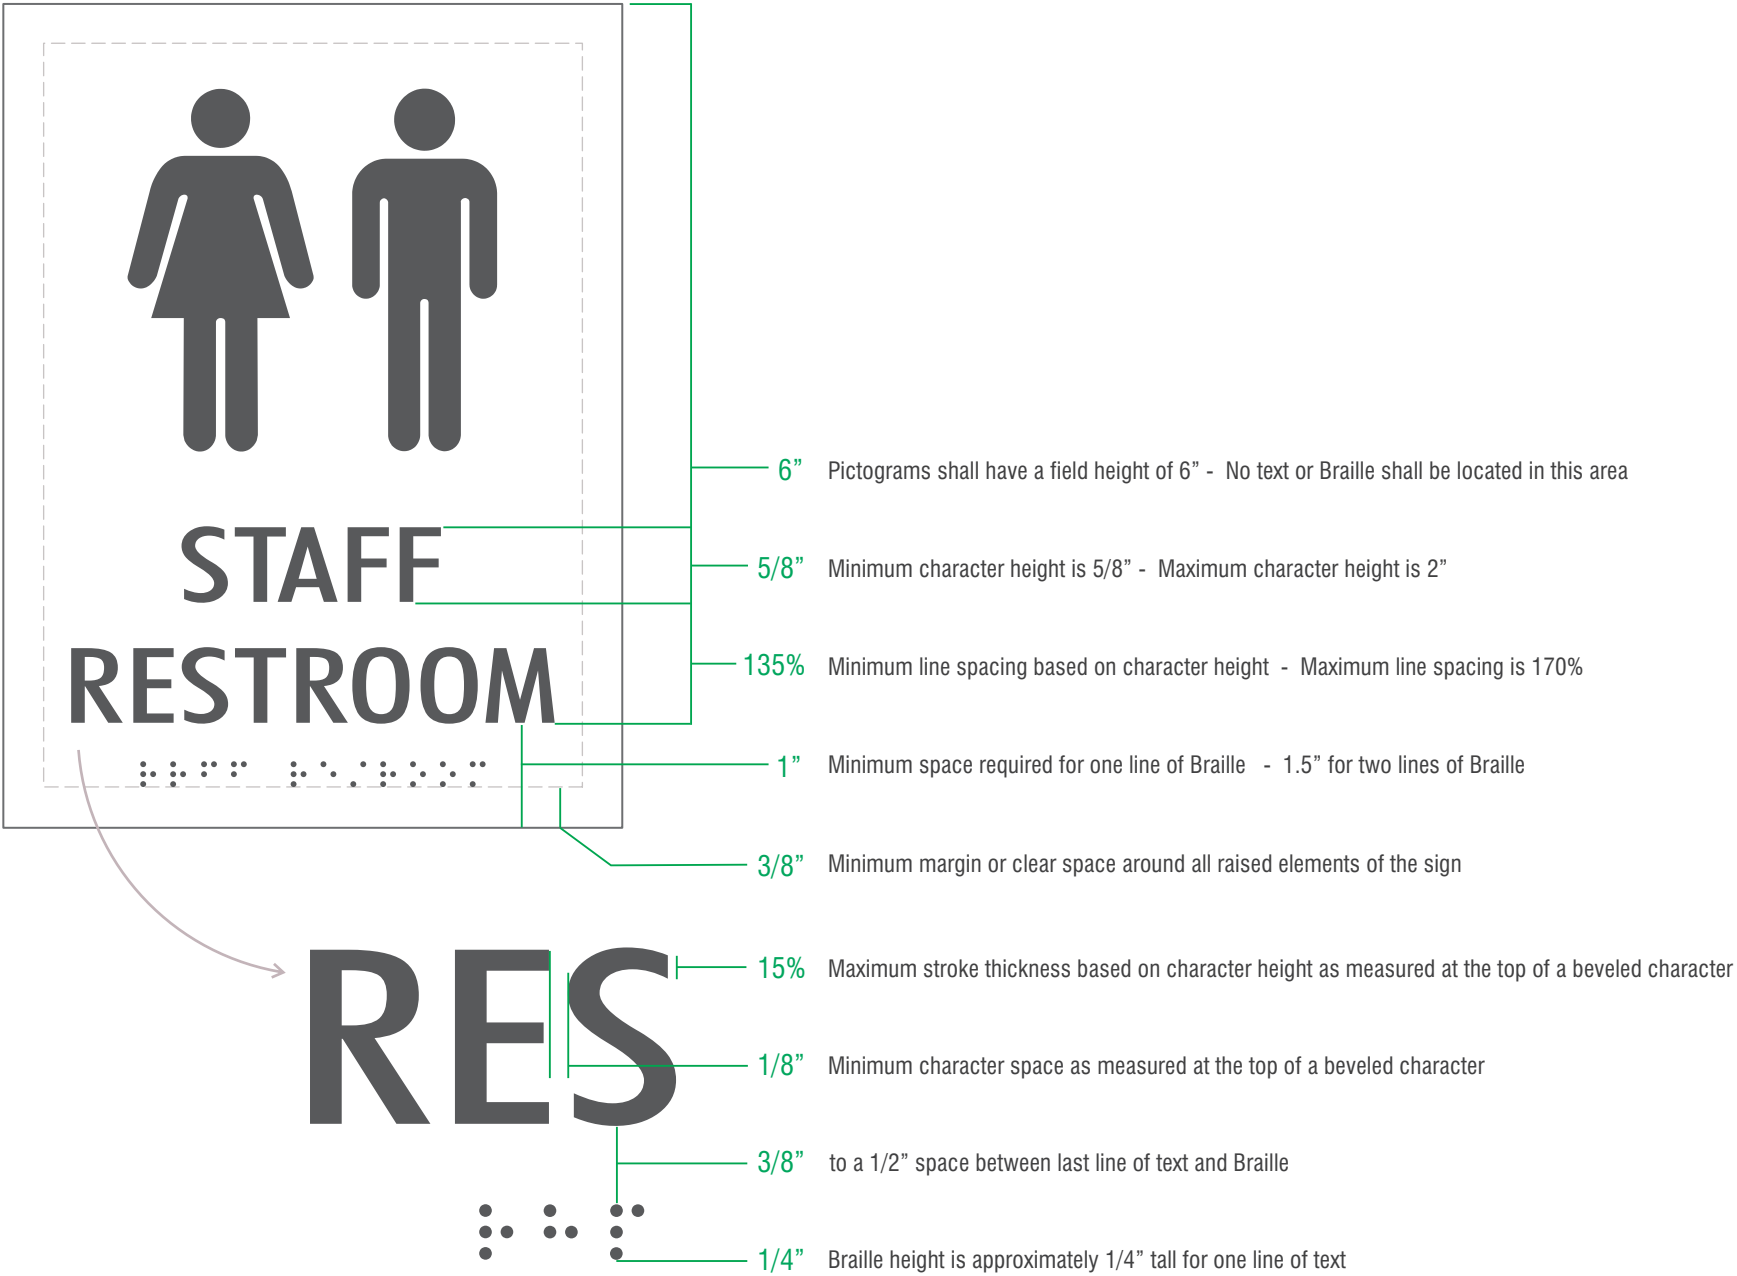 STAFF
RESTROOM
6” Pictograms shall have a field height of 6” - No text or Braille shall be located in this area
5/8” Minimum character height is 5/8” - Maximum character height is 2”
135% Minimum line spacing based on character height - Maximum line spacing is 170%
1” Minimum space required for one line of Braille - 1.5” for two lines of Braille
3/8” Minimum margin or clear space around all raised elements of the sign
RES
15% Maximum stroke thickness based on character height as measured at the top of a beveled character
1/8” Minimum character space as measured at the top of a beveled character
3/8” to a 1/2” space between last line of text and Braille
1/4” Braille height is approximately 1/4” tall for one line of text